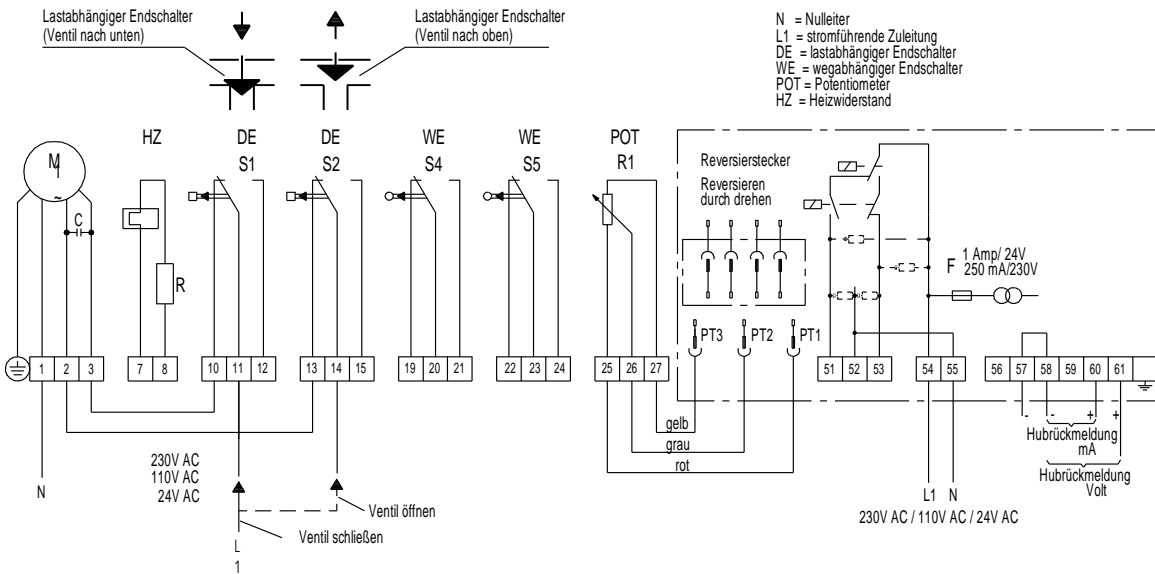 Lastabhängiger Endschalter
(Ventil nach unten)
Lastabhängiger Endschalter
(Ventil nach oben)
N = Nulleiter
L1 = stromführende Zuleitung
DE = lastabhängiger Endschalter
WE = wegabhängiger Endschalter
POT = Potentiometer
HZ = Heizwiderstand
HZ
DE
S1
DE
S2
WE
S4
WE
S5
POT
R1
M
1
~
C
R
Reversierstecker
Reversieren
durch drehen
F
1 Amp/ 24V
250 mA/230V
PT3
PT2
PT1
1 2 3
7 8
10 11 12
13 14 15
19 20 21
22 23 24
25 26 27
51 52 53
54 55
56 57 58 59 60 61
gelb
grau
rot
- - + +
Hubrückmeldung
mA
Hubrückmeldung
Volt
N
230V AC
110V AC
24V AC
Ventil öffnen
Ventil schließen
L
1
L1 N
230V AC / 110V AC / 24V AC